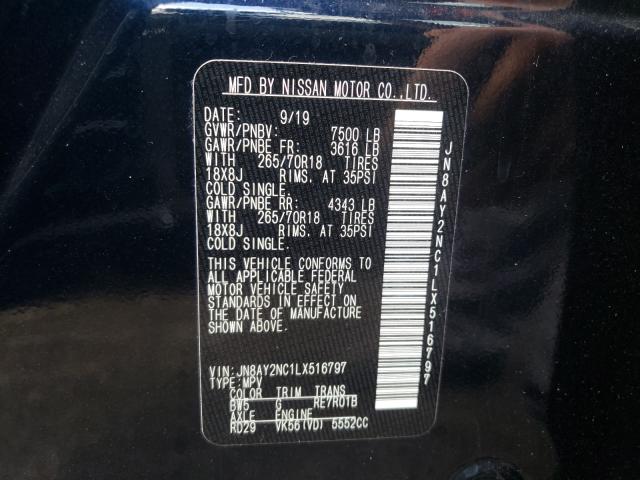 MFD BY NISSAN MOTOR CO.,LTD.
DATE: 9/19
GVWR/PNBV: 7500 LB
GAWR/PNBE FR: 3616 LB
WITH 265/70R18 TIRES
18X8J RIMS. AT 35PSI
COLD SINGLE.
GAWR/PNBE RR: 4343 LB
WITH 265/70R18 TIRES
18X8J RIMS. AT 35PSI
COLD SINGLE.
THIS VEHICLE CONFORMS TO
ALL APPLICABLE FEDERAL
MOTOR VEHICLE SAFETY
STANDARDS IN EFFECT ON
THE DATE OF MANUFACTURE
SHOWN ABOVE.
VIN: JN8AY2NC1LX516797
TYPE: MPV
COLOR TRIM TRANS
BW5 G RE7R01B
AXLE ENGINE
RD29 VK56(VD) 5552CC
JN8AY2NC1LX516797